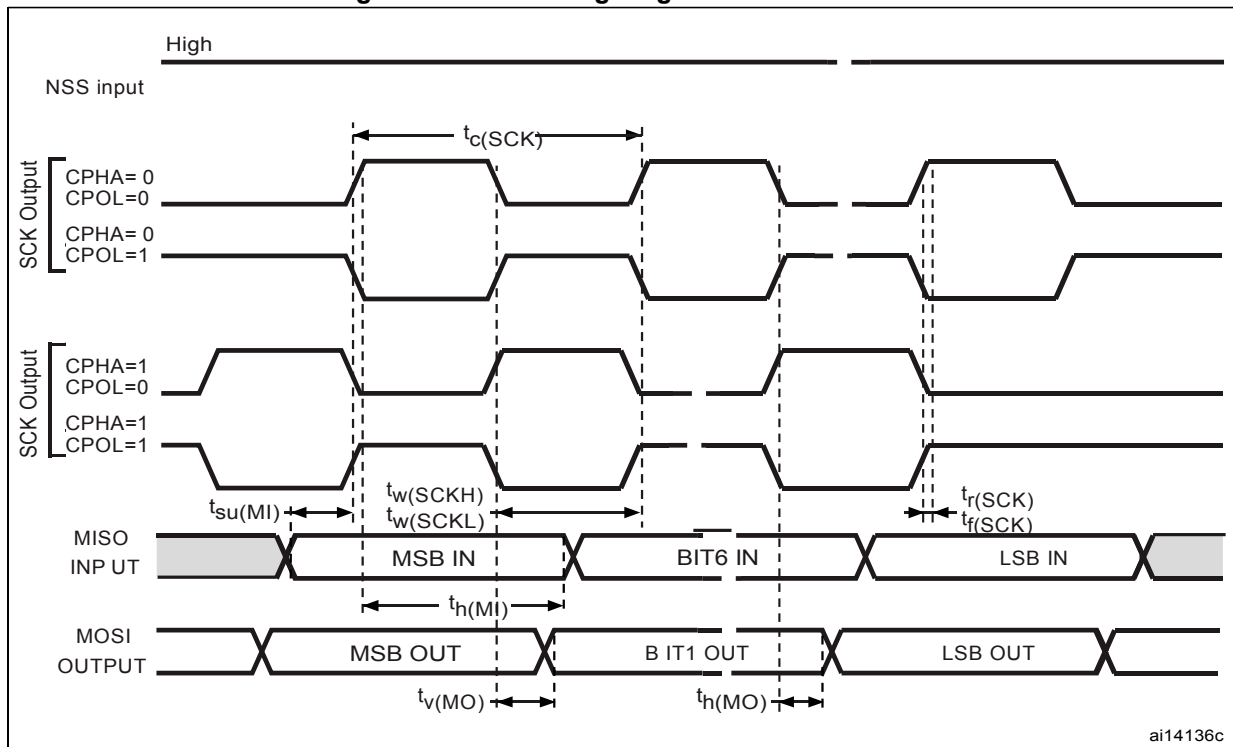 High
NSS input
tc(SCK)
SCK Output
CPHA= 0
CPOL=0
CPHA= 0
CPOL=1
SCK Output
CPHA=1
CPOL=0
CPHA=1
CPOL=1
tsu(MI)
tw(SCKH)
tw(SCKL)
tr(SCK)
tf(SCK)
MISO
INP UT
MSB IN
BIT6 IN
LSB IN
th(MI)
MOSI
OUTPUT
MSB OUT
B IT1 OUT
LSB OUT
tv(MO)
th(MO)
ai14136c